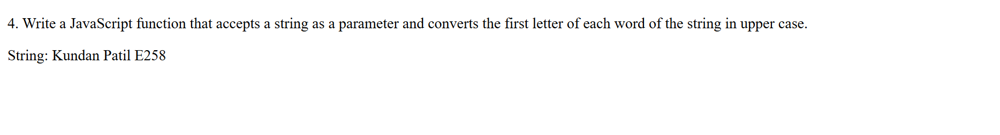 4. Write a JavaScript function that accepts a string as a parameter and converts the first letter of each word of the string in upper case.
String: Kundan Patil E258